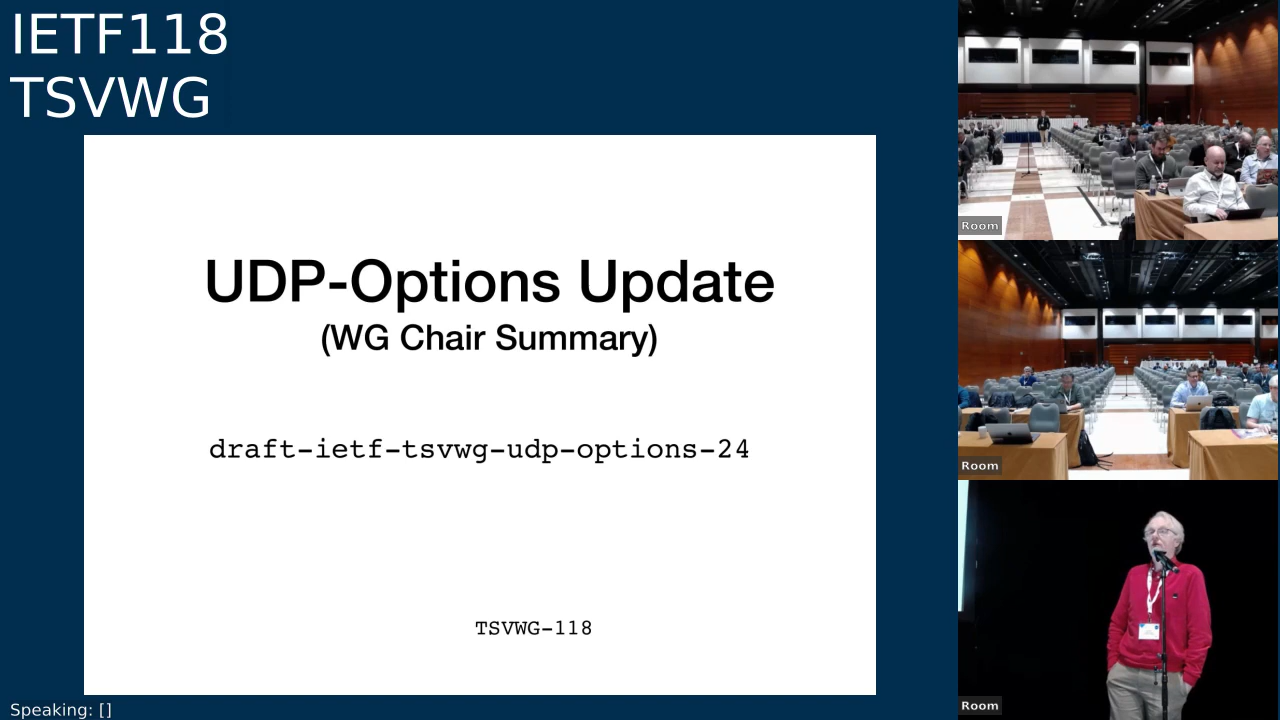 IETF118
TSVWG
UDP-Options Update
(WG Chair Summary)
draft-ietf-tsvwg-udp-options-24
TSVWG-118
Speaking: []
Room
Room
Room